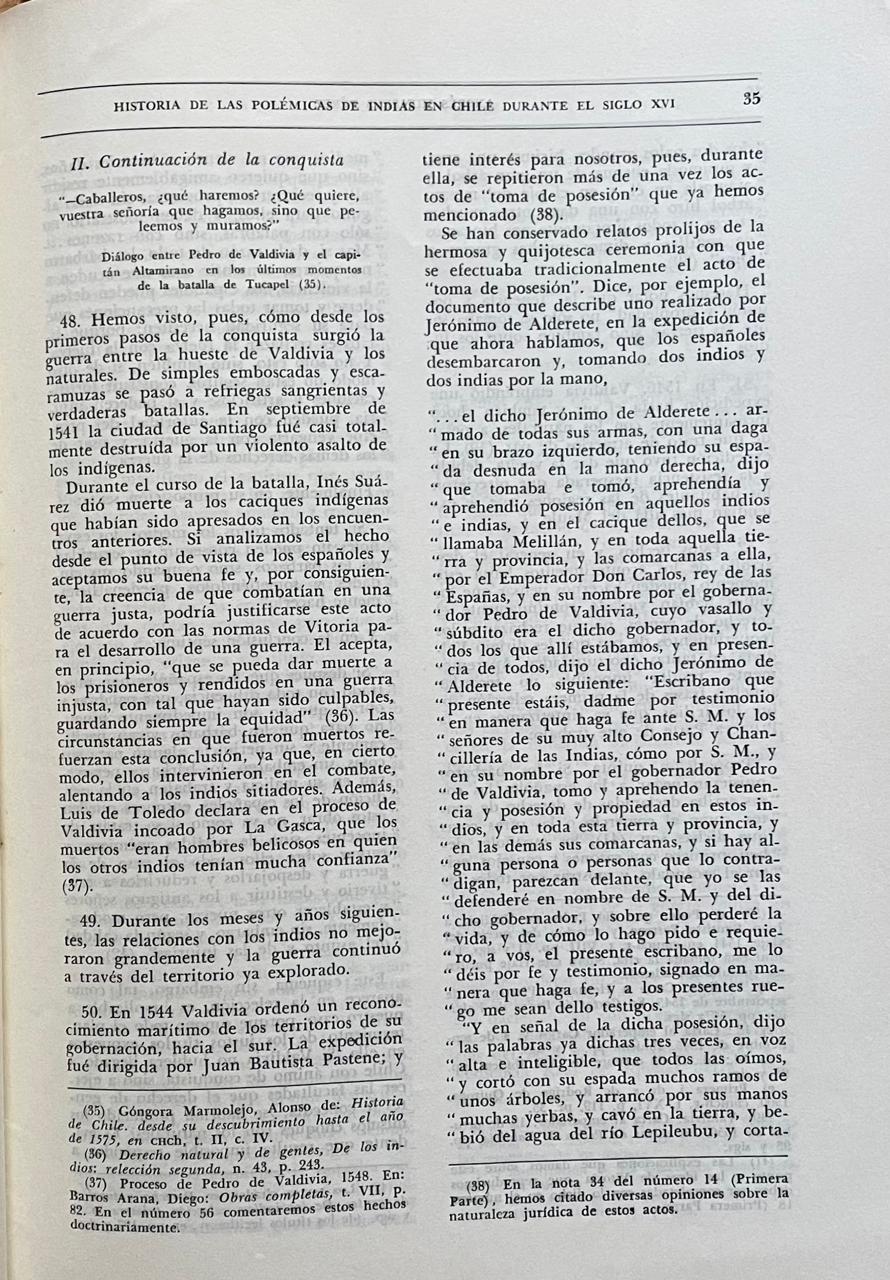 HISTORIA DE LAS POLÉMICAS DE INDIAS EN CHILE DURANTE EL SIGLO XVI
35
II. Continuación de la conquista
“—Caballeros, ¿qué haremos? ¿Qué quiere,
vuestra señoría que hagamos, sino que pe-
leemos y muramos?”
Diálogo entre Pedro de Valdivia y el capi-
tán Altamirano en los últimos momentos
de la batalla de Tucapel (35).
48. Hemos visto, pues, cómo desde los
primeros pasos de la conquista surgió la
guerra entre la hueste de Valdivia y los
naturales. De simples emboscadas y esca-
ramuzas se pasó a refriegas sangrientas y
verdaderas batallas. En septiembre de
1541 la ciudad de Santiago fué casi total-
mente destruída por un violento asalto de
los indígenas.
Durante el curso de la batalla, Inés Suá-
rez dió muerte a los caciques indígenas
que habían sido apresados en los encuen-
tros anteriores. Si analizamos el hecho
desde el punto de vista de los españoles y
aceptamos su buena fe y, por consiguien-
te, la creencia de que combatían en una
guerra justa, podría justificarse este acto
de acuerdo con las normas de Vitoria pa-
ra el desarrollo de una guerra. El acepta,
en principio, “que se pueda dar muerte a
los prisioneros y rendidos en una guerra
injusta, con tal que hayan sido culpables,
guardando siempre la equidad” (36). Las
circunstancias en que fueron muertos re-
fuerzan esta conclusión, ya que, en cierto
modo, ellos intervinieron en el combate,
alentando a los indios sitiadores. Además,
Luis de Toledo declara en el proceso de
Valdivia incoado por La Gasca, que los
muertos “eran hombres belicosos en quien
los otros indios tenían mucha confianza”
(37).
49. Durante los meses y años siguien-
tes, las relaciones con los indios no mejo-
raron grandemente y la guerra continuó
a través del territorio ya explorado.
50. En 1544 Valdivia ordenó un recono-
cimiento marítimo de los territorios de su
gobernación, hacia el sur. La expedición
fué dirigida por Juan Bautista Pastene; y
(35) Góngora Marmolejo, Alonso de: Historia
de Chile. desde su descubrimiento hasta el año
de 1575, en CHCh, t. II, c. IV.
(36) Derecho natural y de gentes, De los in-
dios: relección segunda, n. 43, p. 243.
(37) Proceso de Pedro de Valdivia, 1548. En:
Barros Arana, Diego: Obras completas, t. VII, p.
82. En el número 56 comentaremos estos hechos
doctrinariamente.
tiene interés para nosotros, pues, durante
ella, se repitieron más de una vez los ac-
tos de “toma de posesión” que ya hemos
mencionado (38).
Se han conservado relatos prolijos de la
hermosa y quijotesca ceremonia con que
se efectuaba tradicionalmente el acto de
“toma de posesión”. Dice, por ejemplo, el
documento que describe uno realizado por
Jerónimo de Alderete, en la expedición de
que ahora hablamos, que los españoles
desembarcaron y, tomando dos indios y
dos indias por la mano,
“...el dicho Jerónimo de Alderete... ar-
“mado de todas sus armas, con una daga
“en su brazo izquierdo, teniendo su espa-
“da desnuda en la mano derecha, dijo
“que tomaba e tomó, aprehendía y
“aprehendió posesión en aquellos indios
“e indias, y en el cacique dellos, que se
“llamaba Melillán, y en toda aquella tie-
“rra y provincia, y las comarcanas a ella,
“por el Emperador Don Carlos, rey de las
“Españas, y en su nombre por el goberna-
“dor Pedro de Valdivia, cuyo vasallo y
“súbdito era el dicho gobernador, y to-
“dos los que allí estábamos, y en presen-
“cia de todos, dijo el dicho Jerónimo de
“Alderete lo siguiente: “Escribano que
“presente estáis, dadme por testimonio
“en manera que haga fe ante S. M. y los
“señores de su muy alto Consejo y Chan-
“cillería de las Indias, cómo por S. M., y
“en su nombre por el gobernador Pedro
“de Valdivia, tomo y aprehendo la tenen-
“cia y posesión y propiedad en estos in-
“dios, y en toda esta tierra y provincia, y
“en las demás sus comarcanas, y si hay al-
“guna persona o personas que lo contra-
“digan, parezcan delante, que yo se las
“defenderé en nombre de S. M. y del di-
“cho gobernador, y sobre ello perderé la
“vida, y de cómo lo hago pido e requie-
“ro, a vos, el presente escribano, me lo
“déis por fe y testimonio, signado en ma-
“nera que haga fe, y a los presentes rue-
“go me sean dello testigos.
“Y en señal de la dicha posesión, dijo
“las palabras ya dichas tres veces, en voz
“alta e inteligible, que todos las oímos,
“y cortó con su espada muchos ramos de
“unos árboles, y arrancó por sus manos
“muchas yerbas, y cavó en la tierra, y be-
“bió del agua del río Lepileubu, y corta-
(38) En la nota 34 del número 14 (Primera
Parte), hemos citado diversas opiniones sobre la
naturaleza jurídica de estos actos.